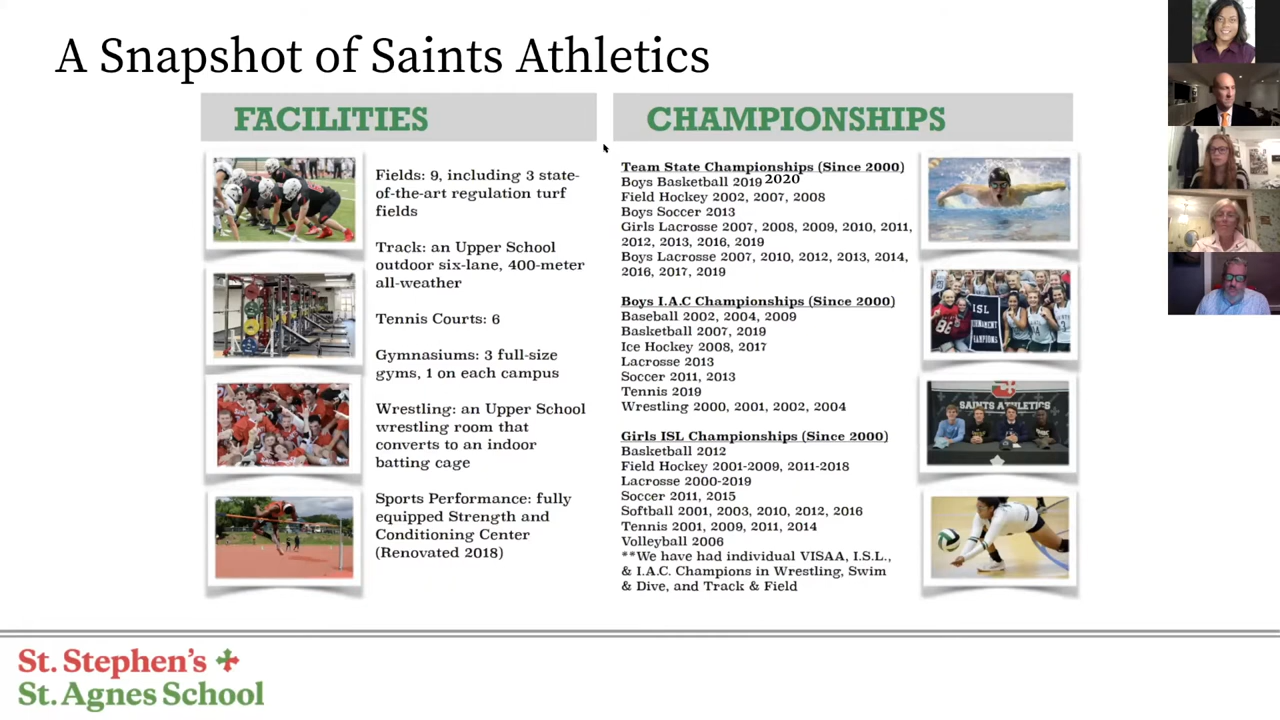 A Snapshot of Saints Athletics
FACILITIES
Fields: 9, including 3 state-
of-the-art regulation turf
fields
Track: an Upper School
outdoor six-lane, 400-meter
all-weather
Tennis Courts: 6
Gymnasiums: 3 full-size
gyms, 1 on each campus
Wrestling: an Upper School
wrestling room that
converts to an indoor
batting cage
Sports Performance: fully
equipped Strength and
Conditioning Center
(Renovated 2018)
CHAMPIONSHIPS
Team State Championships (Since 2000)
Boys Basketball 2019 2020
Field Hockey 2002, 2007, 2008
Boys Soccer 2013
Girls Lacrosse 2007, 2008, 2009, 2010, 2011,
2012, 2013, 2016, 2019
Boys Lacrosse 2007, 2010, 2012, 2013, 2014,
2016, 2017, 2019
Boys I.A.C Championships (Since 2000)
Baseball 2002, 2004, 2009
Basketball 2007, 2019
Ice Hockey 2008, 2017
Lacrosse 2013
Soccer 2011, 2013
Tennis 2019
Wrestling 2000, 2001, 2002, 2004
Girls ISL Championships (Since 2000)
Basketball 2012
Field Hockey 2001-2009, 2011-2018
Lacrosse 2000-2019
Soccer 2011, 2015
Softball 2001, 2003, 2010, 2012, 2016
Tennis 2001, 2009, 2011, 2014
Volleyball 2006
**We have had individual VISAA, I.S.L.,
& I.A.C. Champions in Wrestling, Swim
& Dive, and Track & Field
ISL
CHAMPIONS
SAINTS ATHLETICS
St. Stephen's
St. Agnes School